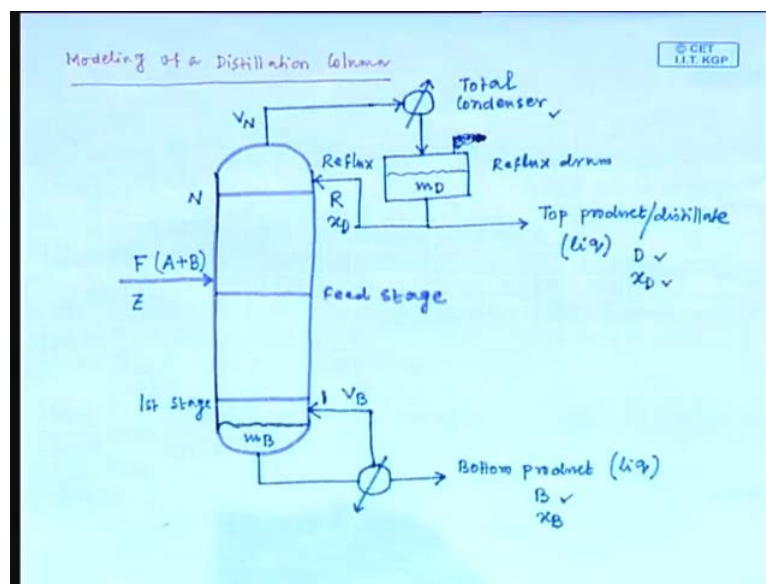 Modeling of a Distillation Column
© CET
I.I.T. KGP
Total
Condenser
V_N
Reflux
Reflux drum
m_D
N
R
x_D
Top product/distillate
(liq)
D
x_D
F (A+B)
Z
Feed stage
1st stage
V_B
m_B
Bottom product (liq)
B
x_B